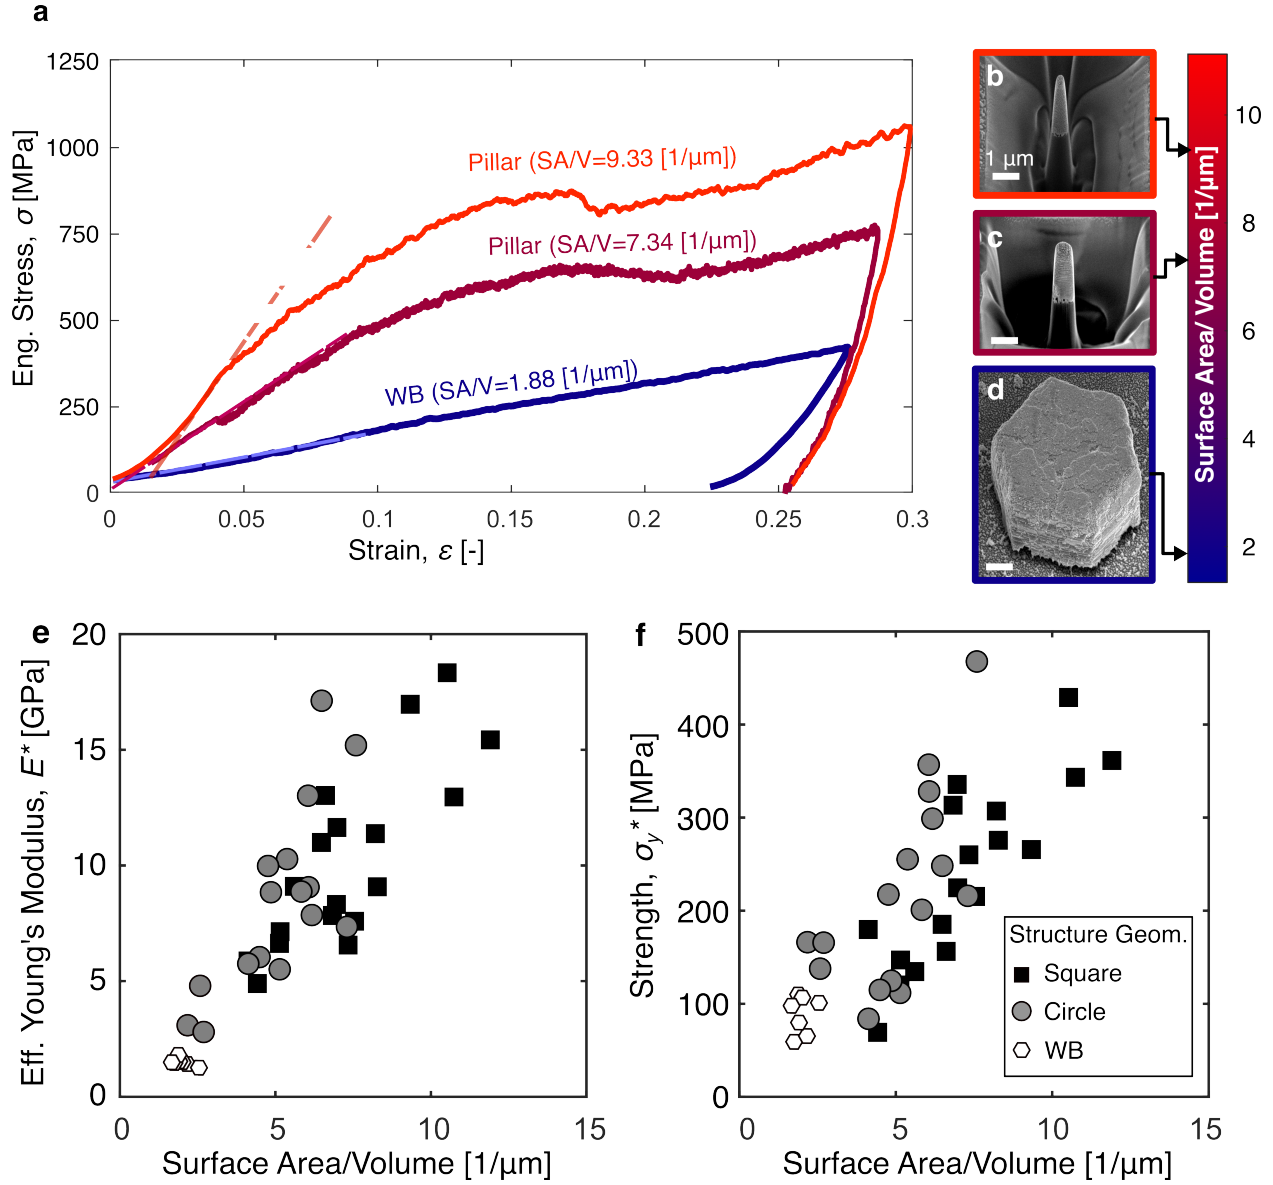 a
1250
1000
750
500
250
0
Eng. Stress, σ [MPa]
0 0.05 0.1 0.15 0.2 0.25 0.3
Strain, ε [-]
Pillar (SA/V=9.33 [1/μm])
Pillar (SA/V=7.34 [1/μm])
WB (SA/V=1.88 [1/μm])
b
1 μm
c
d
Surface Area/ Volume [1/μm]
10
8
6
4
2
e
20
15
10
5
0
Eff. Young's Modulus, E* [GPa]
0 5 10 15
Surface Area/Volume [1/μm]
f
500
400
300
200
100
0
Strength, σy* [MPa]
Structure Geom.
Square
Circle
WB
0 5 10 15
Surface Area/Volume [1/μm]